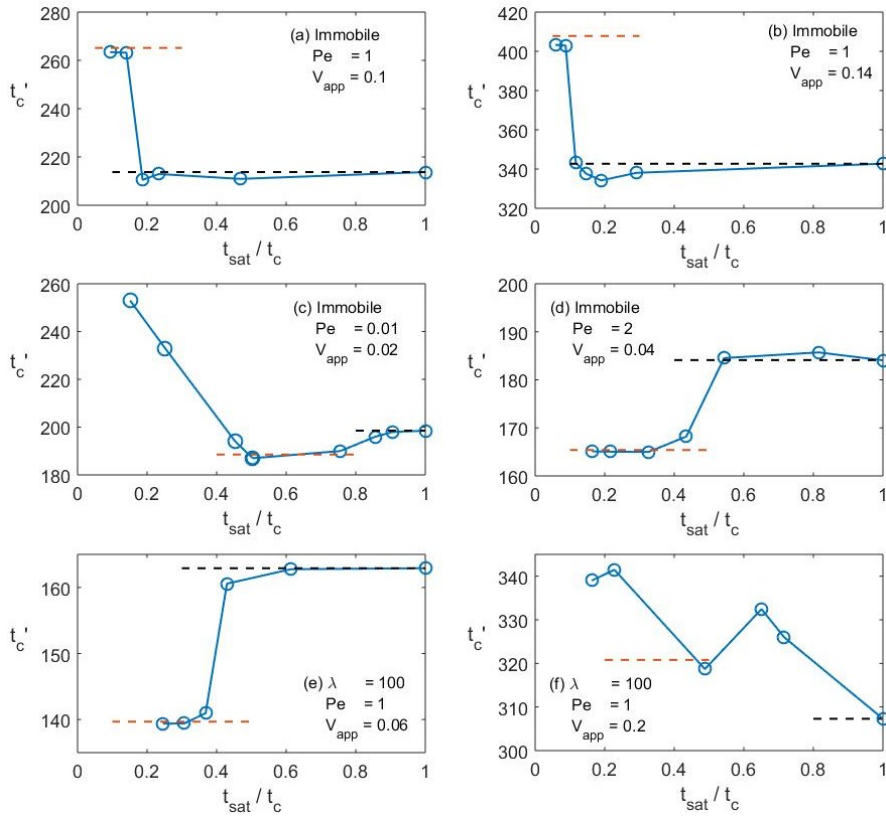 280
260
240
220
200
t_c'
(a) Immobile
Pe = 1
V_app = 0.1
0 0.2 0.4 0.6 0.8 1
t_sat / t_c
420
400
380
360
340
320
t_c'
(b) Immobile
Pe = 1
V_app = 0.14
0 0.2 0.4 0.6 0.8 1
t_sat / t_c
260
240
220
200
180
t_c'
(c) Immobile
Pe = 0.01
V_app = 0.02
0 0.2 0.4 0.6 0.8 1
t_sat / t_c
200
190
180
170
160
t_c'
(d) Immobile
Pe = 2
V_app = 0.04
0 0.2 0.4 0.6 0.8 1
t_sat / t_c
160
150
140
t_c'
(e) λ = 100
Pe = 1
V_app = 0.06
0 0.2 0.4 0.6 0.8 1
t_sat / t_c
340
330
320
310
300
t_c'
(f) λ = 100
Pe = 1
V_app = 0.2
0 0.2 0.4 0.6 0.8 1
t_sat / t_c